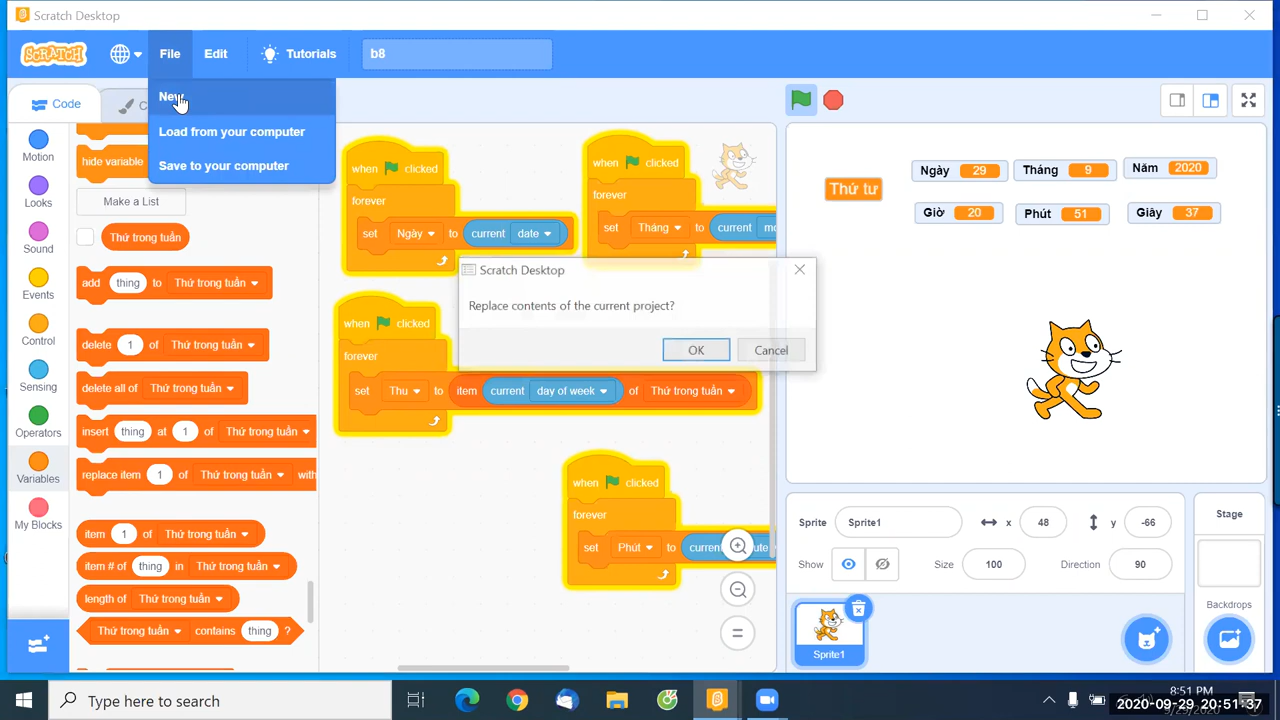 Scratch Desktop
SCRATCH
File
Edit
Tutorials
b8
New
Load from your computer
Save to your computer
Code
C
Motion
Looks
Sound
Events
Control
Sensing
Operators
Variables
My Blocks
hide variable
Make a List
Thứ trong tuần
add thing to Thứ trong tuần
delete 1 of Thứ trong tuần
delete all of Thứ trong tuần
insert thing at 1 of Thứ trong tuần
replace item 1 of Thứ trong tuần with
item 1 of Thứ trong tuần
item # of thing in Thứ trong tuần
length of Thứ trong tuần
Thứ trong tuần contains thing ?
when clicked
forever
set Ngày to current date
when clicked
forever
set Tháng to current mo
when clicked
forever
set Thu to item current day of week of Thứ trong tuần
when clicked
forever
set Phút to
Scratch Desktop
Replace contents of the current project?
OK
Cancel
Thứ tư
Ngày 29
Tháng 9
Năm 2020
Giờ 20
Phút 51
Giây 37
Sprite
Sprite1
x 48
y -66
Show
Size 100
Direction 90
Sprite1
Stage
Backdrops
Type here to search
8:51 PM
2020-09-29 20:51:37